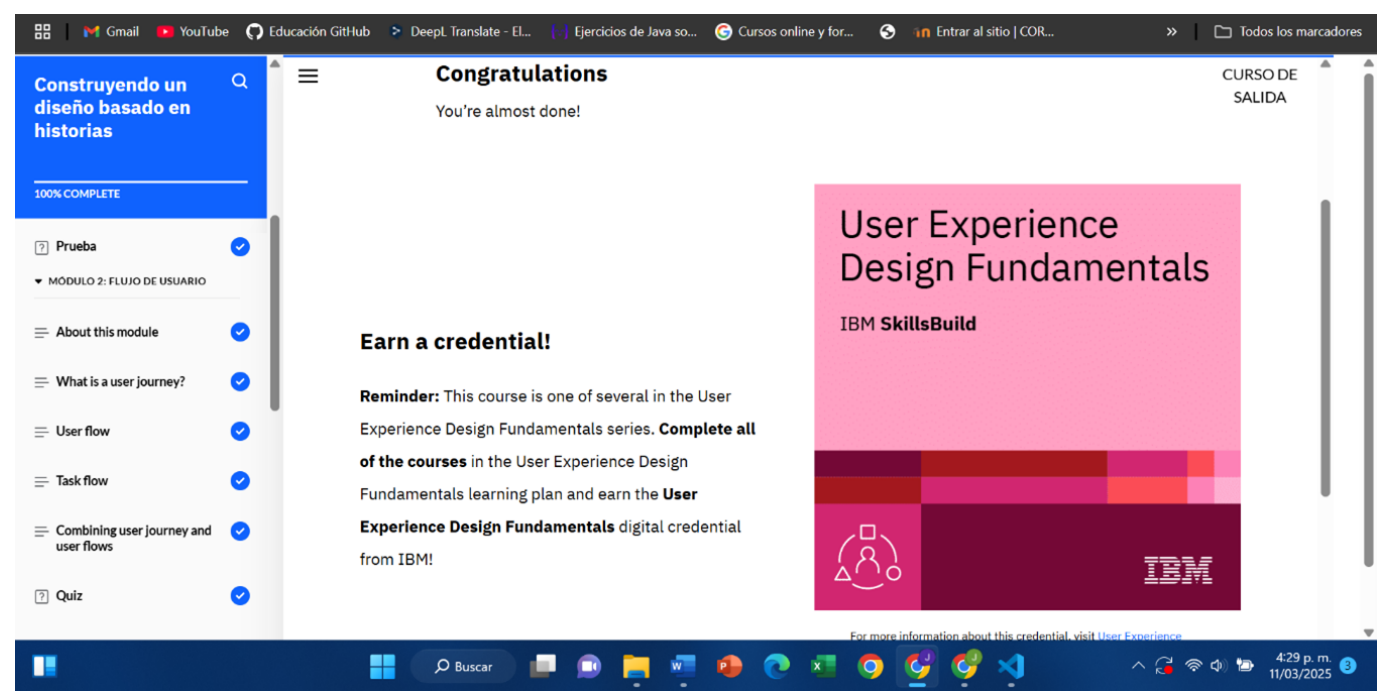 Gmail
YouTube
Educación GitHub
DeepL Translate - El...
Ejercicios de Java so...
Cursos online y for...
Entrar al sitio | COR...
»
Todos los marcadores
Construyendo un
diseño basado en
historias
100% COMPLETE
Prueba
MÓDULO 2: FLUJO DE USUARIO
About this module
What is a user journey?
User flow
Task flow
Combining user journey and
user flows
Quiz
Congratulations
You’re almost done!
CURSO DE
SALIDA
Earn a credential!
Reminder: This course is one of several in the User
Experience Design Fundamentals series. Complete all
of the courses in the User Experience Design
Fundamentals learning plan and earn the User
Experience Design Fundamentals digital credential
from IBM!
User Experience
Design Fundamentals
IBM SkillsBuild
IBM
For more information about this credential, visit User Experience
Buscar
4:29 p. m.
11/03/2025
3